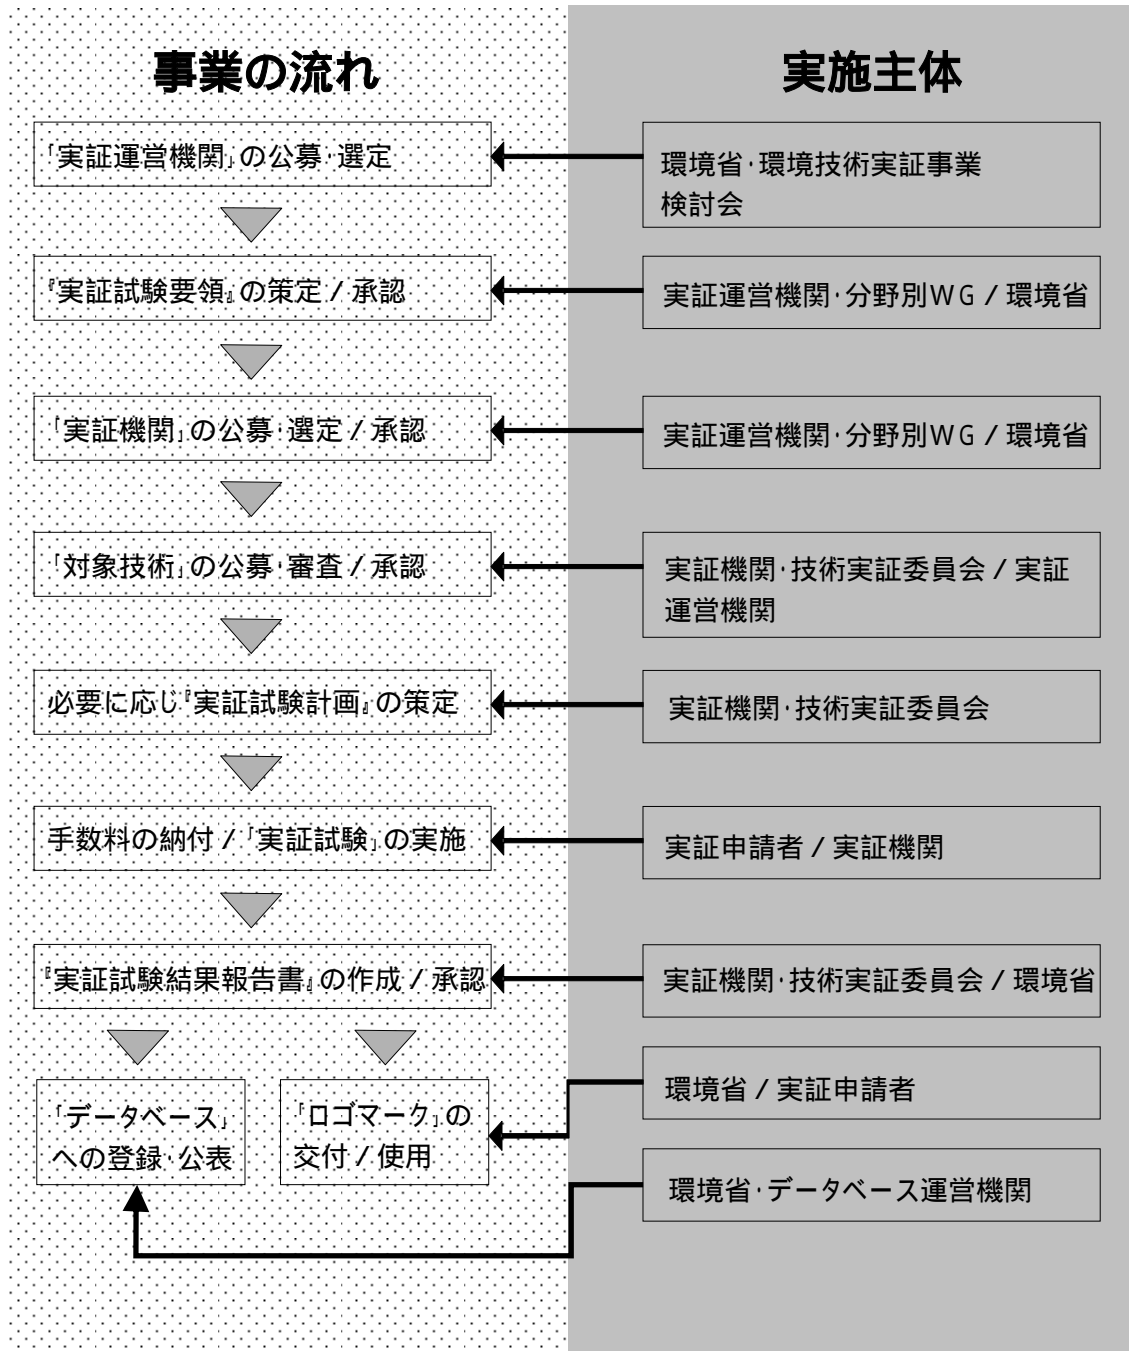 事業の流れ
実施主体
「実証運営機関」の公募・選定
環境省・環境技術実証事業
検討会
『実証試験要領』の策定／承認
実証運営機関・分野別WG／環境省
「実証機関」の公募・選定／承認
実証運営機関・分野別WG／環境省
「対象技術」の公募・審査／承認
実証機関・技術実証委員会／実証
運営機関
必要に応じ『実証試験計画』の策定
実証機関・技術実証委員会
手数料の納付／「実証試験」の実施
実証申請者／実証機関
『実証試験結果報告書』の作成／承認
実証機関・技術実証委員会／環境省
「データベース」
への登録・公表
「ロゴマーク」の
交付／使用
環境省／実証申請者
環境省・データベース運営機関